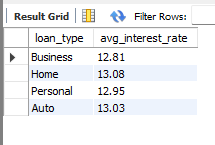 Result Grid Filter Rows:
loan_type avg_interest_rate
Business 12.81
Home 13.08
Personal 12.95
Auto 13.03